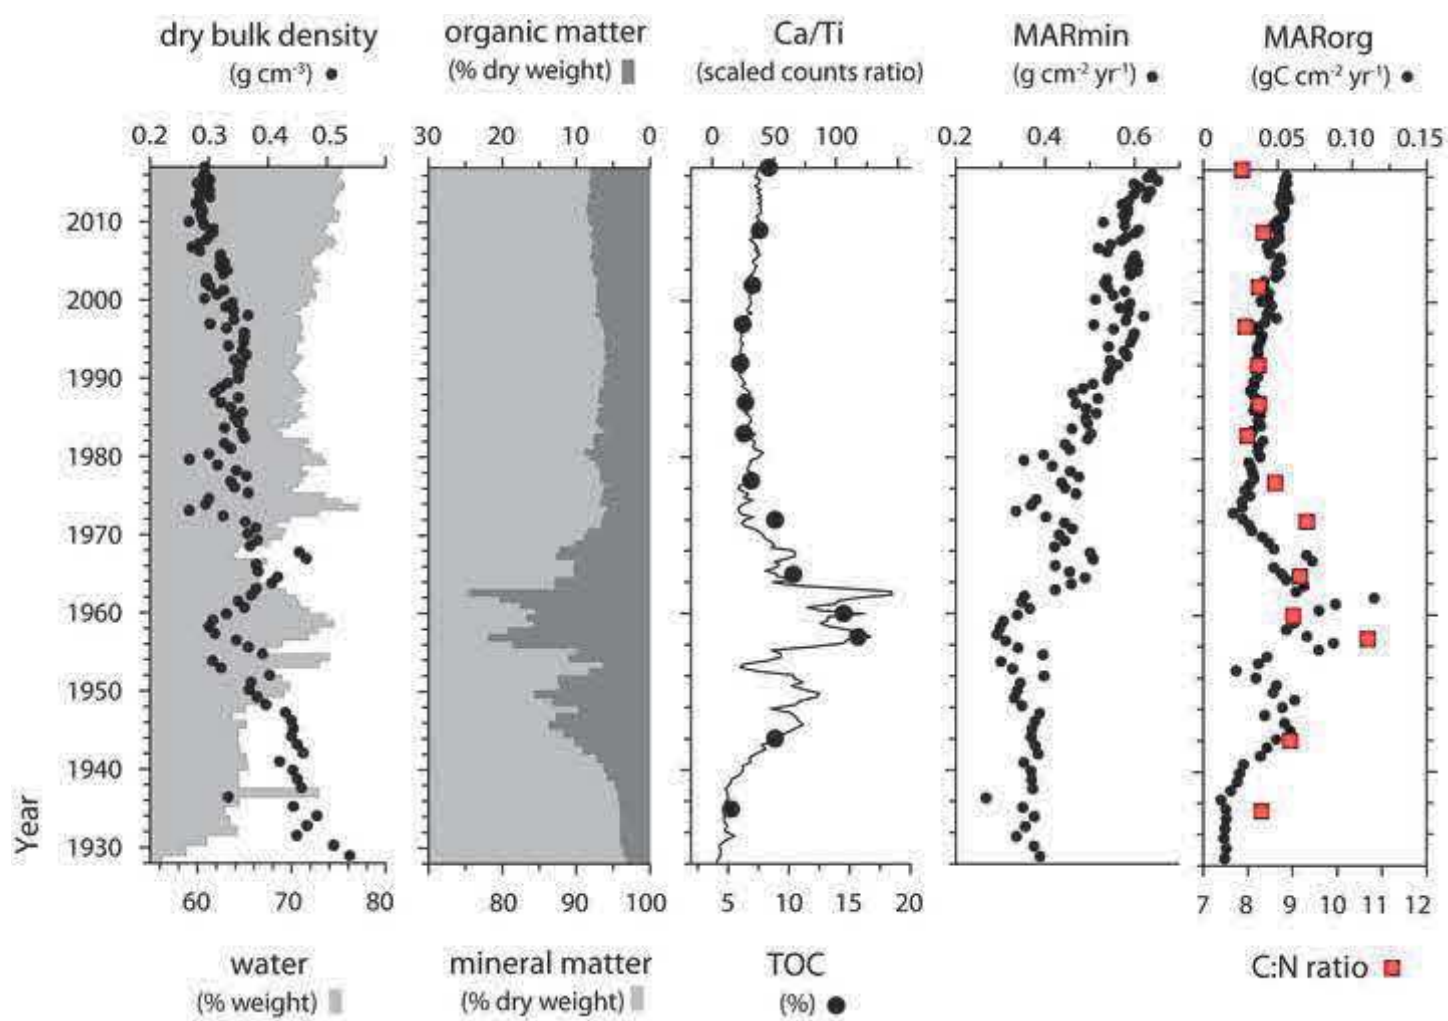 dry bulk density
(g cm-3) ●
organic matter
(% dry weight)
Ca/Ti
(scaled counts ratio)
MARmin
(g cm-2 yr-1) ●
MARorg
(gC cm-2 yr-1) ●
0.2 0.3 0.4 0.5
30 20 10 0
0 50 100
0.2 0.4 0.6
0 0.05 0.10 0.15
2010
2000
1990
1980
1970
1960
1950
1940
1930
Year
60 70 80
80 90 100
5 10 15 20
7 8 9 10 11 12
water
(% weight)
mineral matter
(% dry weight)
TOC
(%) ●
C:N ratio